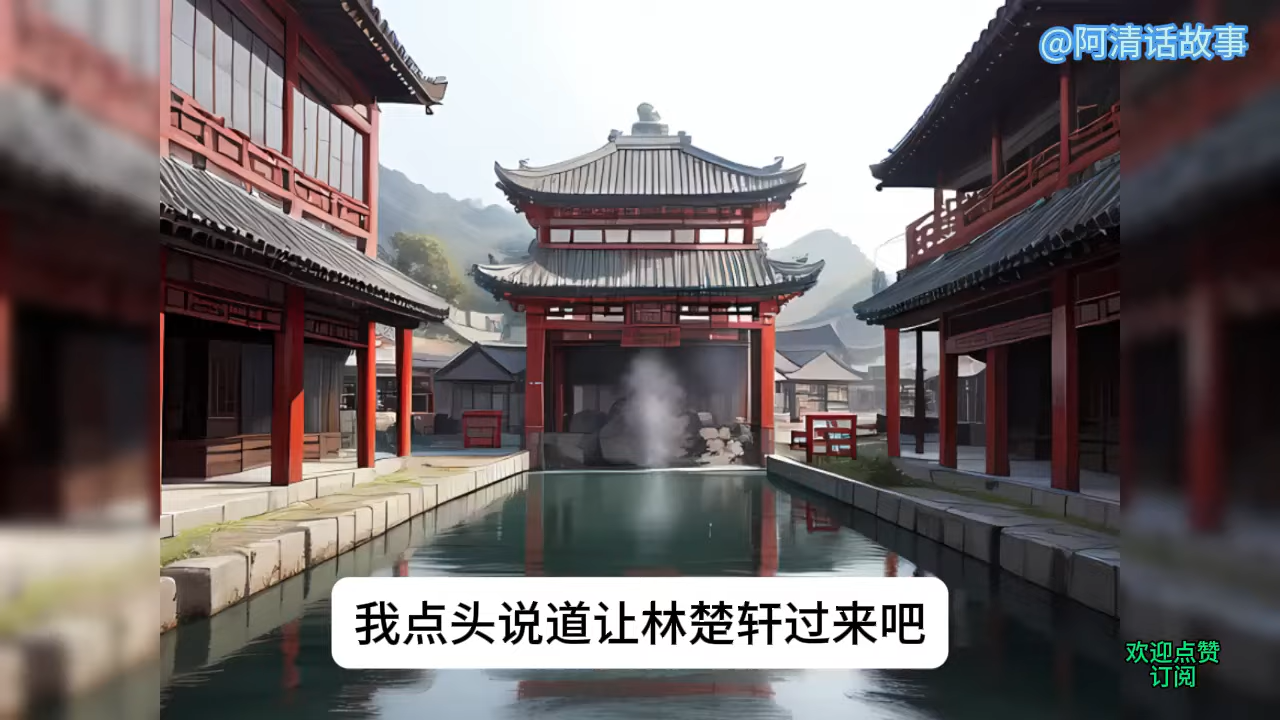 @阿清话故事
我点头说道让林楚轩过来吧
欢迎点赞
订阅